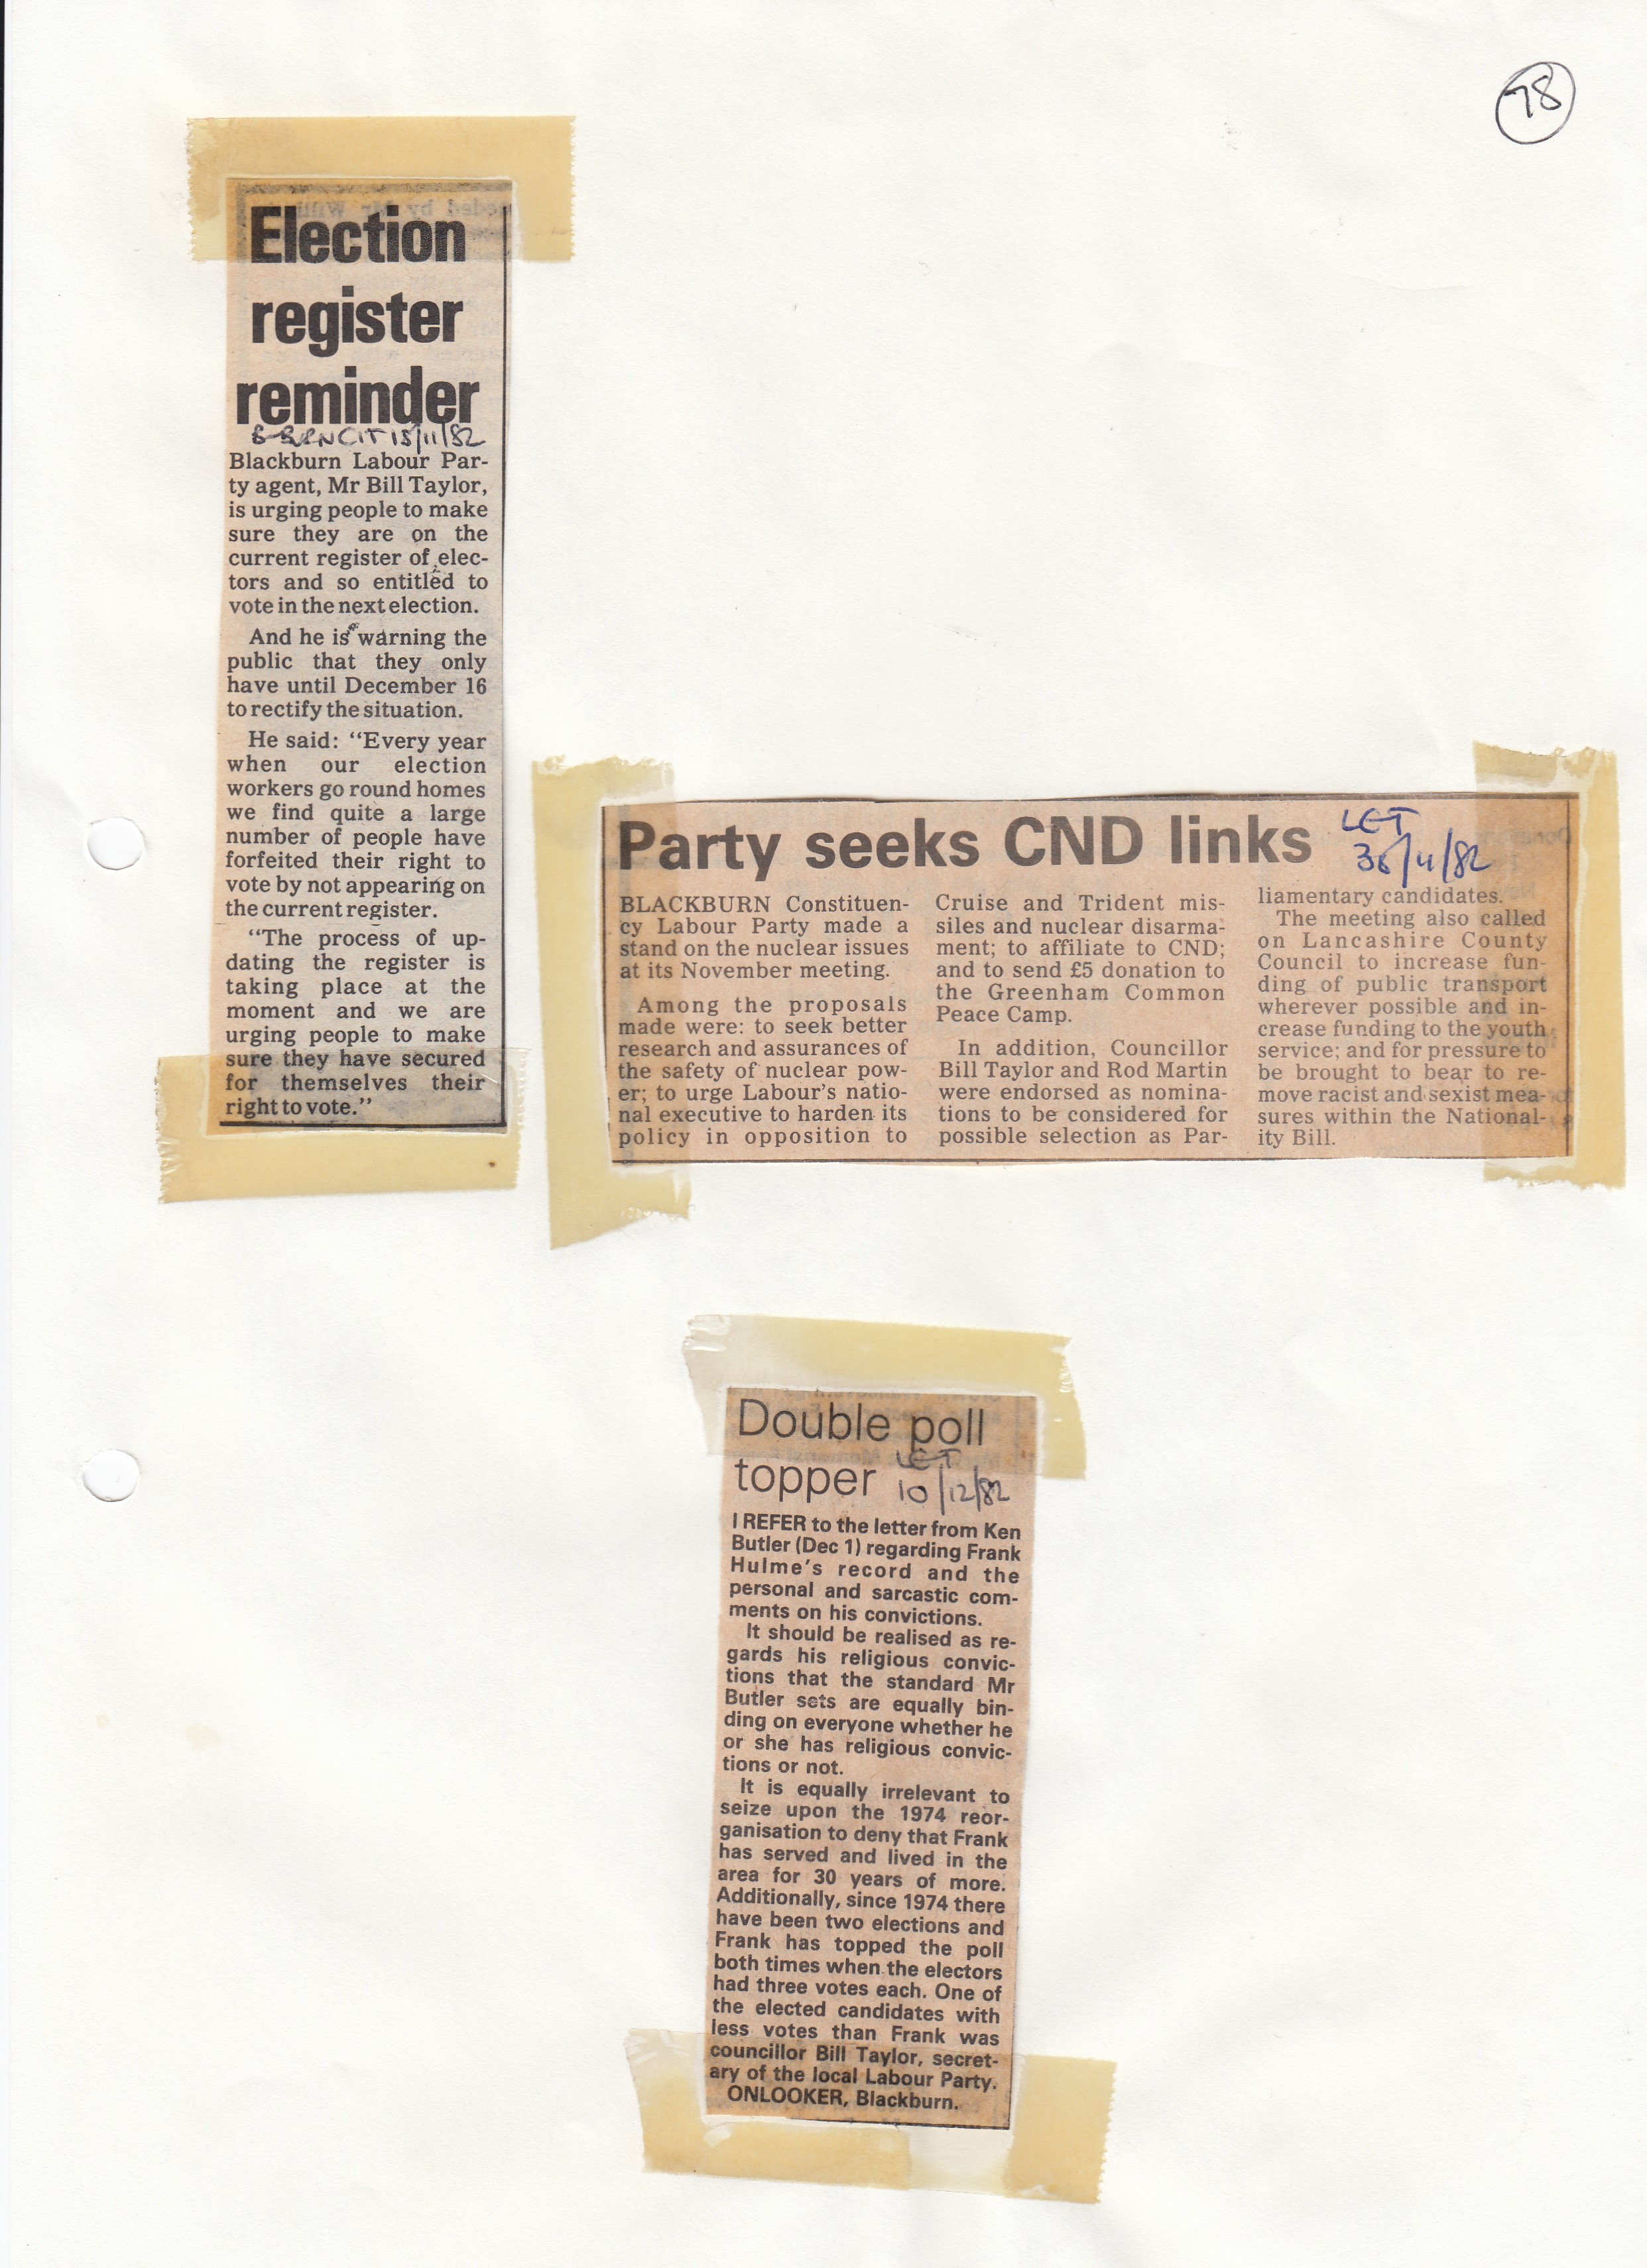 78
Election
register
reminder
15/11/82
Blackburn Labour Par-
ty agent, Mr Bill Taylor,
is urging people to make
sure they are on the
current register of elec-
tors and so entitled to
vote in the next election.
And he is warning the
public that they only
have until December 16
to rectify the situation.
He said: “Every year
when our election
workers go round homes
we find quite a large
number of people have
forfeited their right to
vote by not appearing on
the current register.
“The process of up-
dating the register is
taking place at the
moment and we are
urging people to make
sure they have secured
for themselves their
right to vote.”
Party seeks CND links
LET
30/11/82
BLACKBURN Constituen-
cy Labour Party made a
stand on the nuclear issues
at its November meeting.
Among the proposals
made were: to seek better
research and assurances of
the safety of nuclear pow-
er; to urge Labour's natio-
nal executive to harden its
policy in opposition to
Cruise and Trident mis-
siles and nuclear disarma-
ment; to affiliate to CND;
and to send £5 donation to
the Greenham Common
Peace Camp.
In addition, Councillor
Bill Taylor and Rod Martin
were endorsed as nomina-
tions to be considered for
possible selection as Par-
liamentary candidates.
The meeting also called
on Lancashire County
Council to increase fun-
ding of public transport
wherever possible and in-
crease funding to the youth
service; and for pressure to
be brought to bear to re-
move racist and sexist mea-
sures within the National-
ity Bill.
Double poll
topper
LET
10/12/82
I REFER to the letter from Ken
Butler (Dec 1) regarding Frank
Hulme's record and the
personal and sarcastic com-
ments on his convictions.
It should be realised as re-
gards his religious convic-
tions that the standard Mr
Butler sets are equally bin-
ding on everyone whether he
or she has religious convic-
tions or not.
It is equally irrelevant to
seize upon the 1974 reor-
ganisation to deny that Frank
has served and lived in the
area for 30 years of more.
Additionally, since 1974 there
have been two elections and
Frank has topped the poll
both times when the electors
had three votes each. One of
the elected candidates with
less votes than Frank was
councillor Bill Taylor, secret-
ary of the local Labour Party.
ONLOOKER, Blackburn.